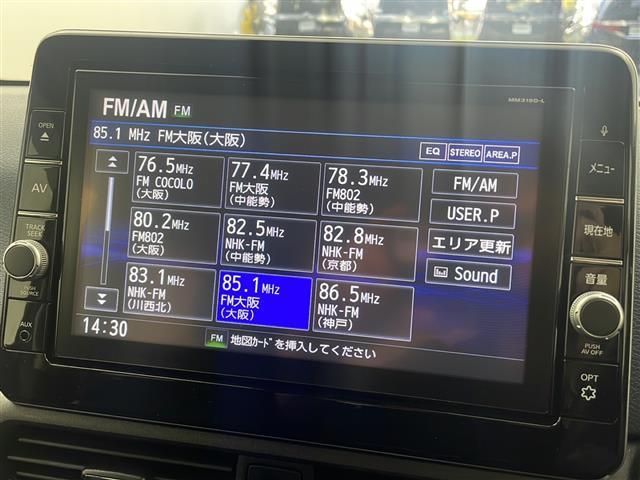 FM/AM FM
MM319D-L
85.1 MHz FM大阪(大阪)
EQ STEREO AREA.P
76.5MHz
FM COCOLO
(大阪)
77.4MHz
FM大阪
(中能勢)
78.3MHz
FM802
(中能勢)
80.2MHz
FM802
(大阪)
82.5MHz
NHK-FM
(中能勢)
82.8MHz
NHK-FM
(京都)
83.1MHz
NHK-FM
(川西北)
85.1MHz
FM大阪
(大阪)
86.5MHz
NHK-FM
(神戸)
FM/AM
USER.P
エリア更新
Sound
14:30
FM 地図カードを挿入してください
OPEN
AV
TRACK
SEEK
PUSH
SOURCE
AUX
メニュー
現在地
音量
PUSH
AV OFF
OPT